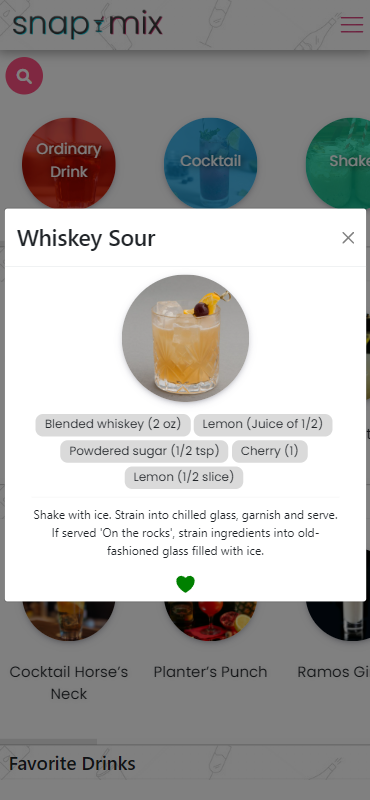 snap mix
Ordinary
Drink
Cocktail
Shake
Whiskey Sour
Blended whiskey (2 oz)
Lemon (Juice of 1/2)
Powdered sugar (1/2 tsp)
Cherry (1)
Lemon (1/2 slice)
Shake with ice. Strain into chilled glass, garnish and serve.
If served 'On the rocks', strain ingredients into old-
fashioned glass filled with ice.
Cocktail Horse's
Neck
Planter's Punch
Ramos Gi
Favorite Drinks